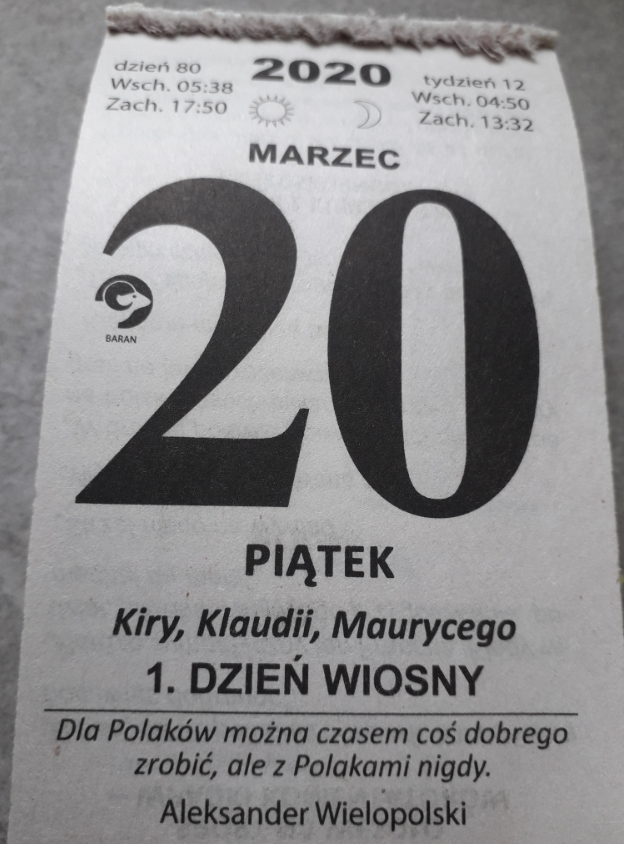 dzień 80
Wsch. 05:38
Zach. 17:50
2020
tydzień 12
Wsch. 04:50
Zach. 13:32
MARZEC
20
BARAN
PIĄTEK
Kiry, Klaudii, Maurycego
1. DZIEŃ WIOSNY
Dla Polaków można czasem coś dobrego
zrobić, ale z Polakami nigdy.
Aleksander Wielopolski